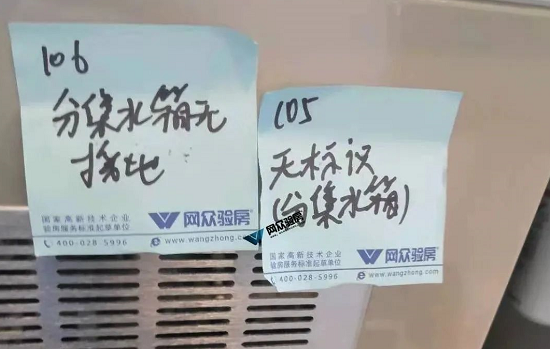 106
分集水箱无
接地
国家高新技术企业
验房服务标准起草单位
网众验房
400-028-5996
www.wangzhong.com
105
无标议
(分集水箱)
网众验房
国家高新技术企业
验房服务标准起草单位
网众验房
400-028-5996
www.wangzhong.com